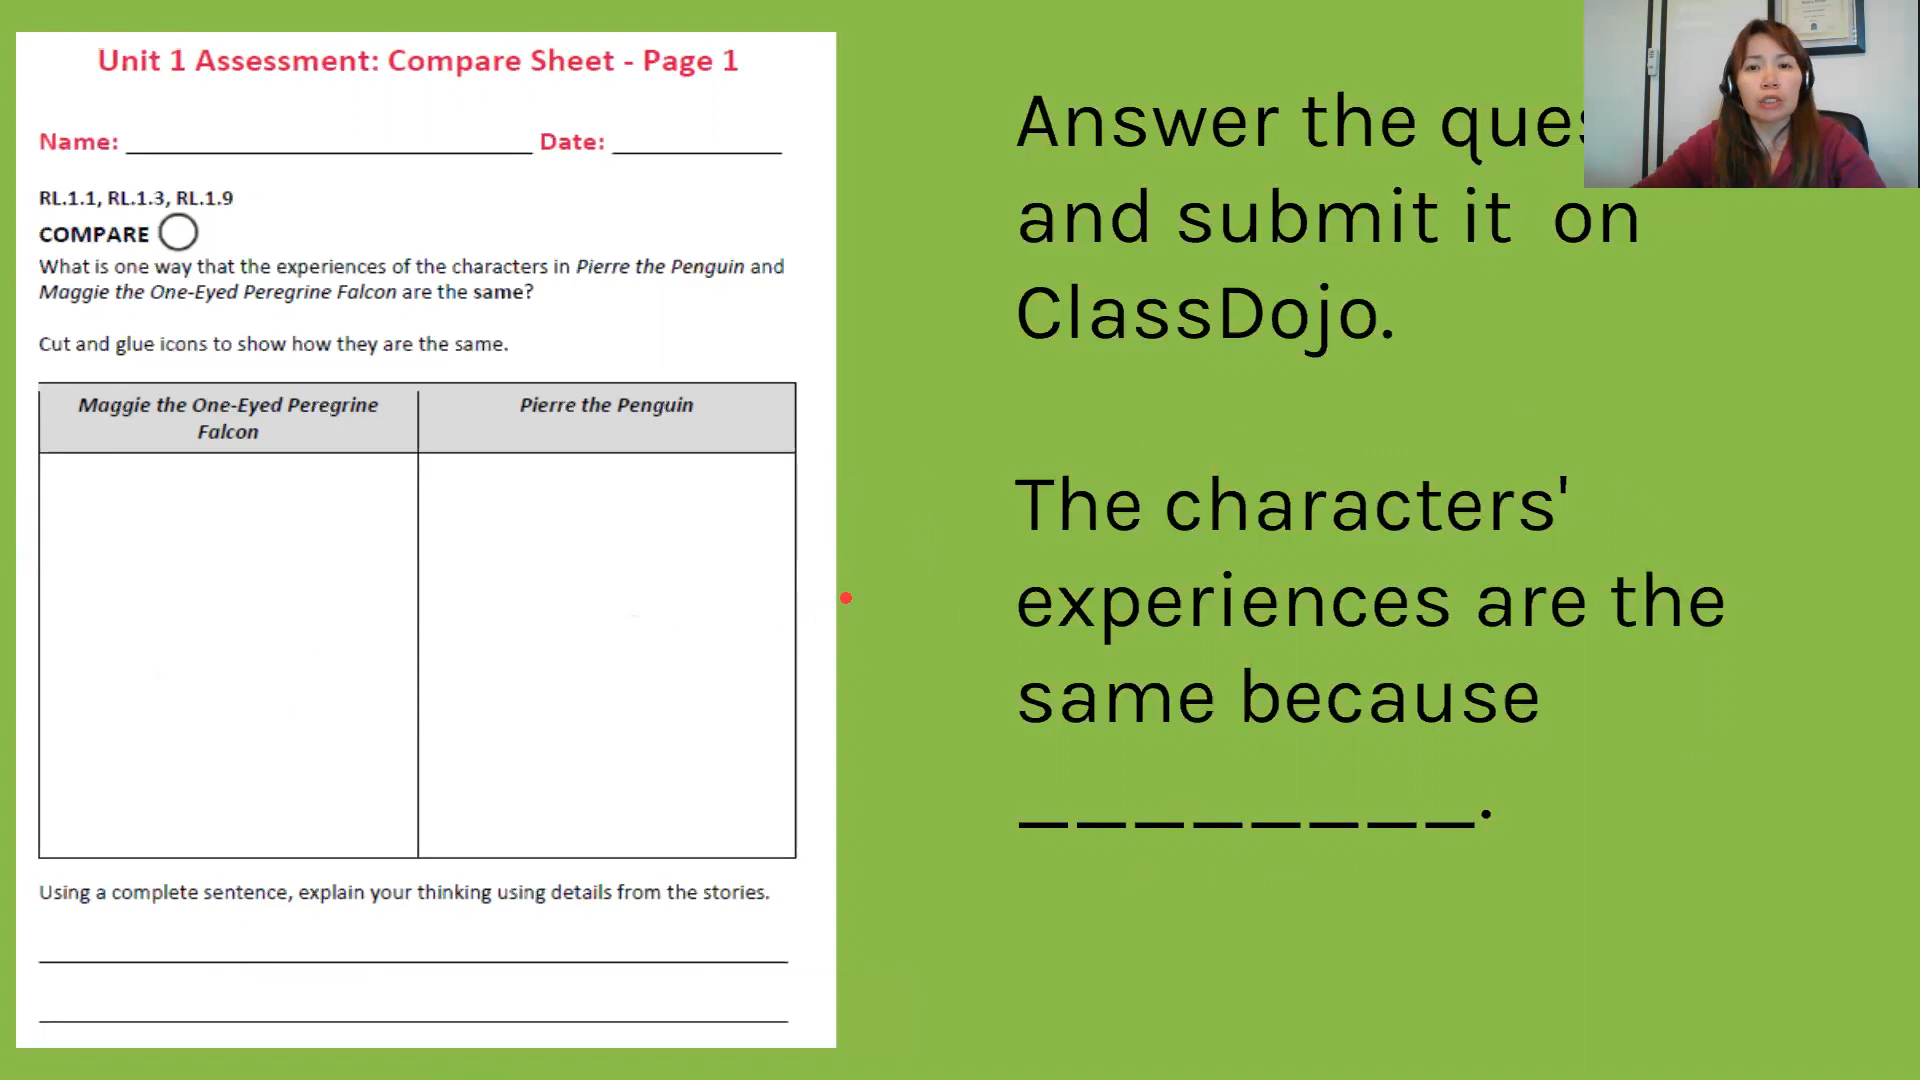 Unit 1 Assessment: Compare Sheet - Page 1
Name: Date:
RL.1.1, RL.1.3, RL.1.9
COMPARE
What is one way that the experiences of the characters in Pierre the Penguin and
Maggie the One-Eyed Peregrine Falcon are the same?
Cut and glue icons to show how they are the same.
Maggie the One-Eyed Peregrine
Falcon
Pierre the Penguin
Using a complete sentence, explain your thinking using details from the stories.
Answer the
and submit it on
ClassDojo.
The characters'
experiences are the
same because
________.